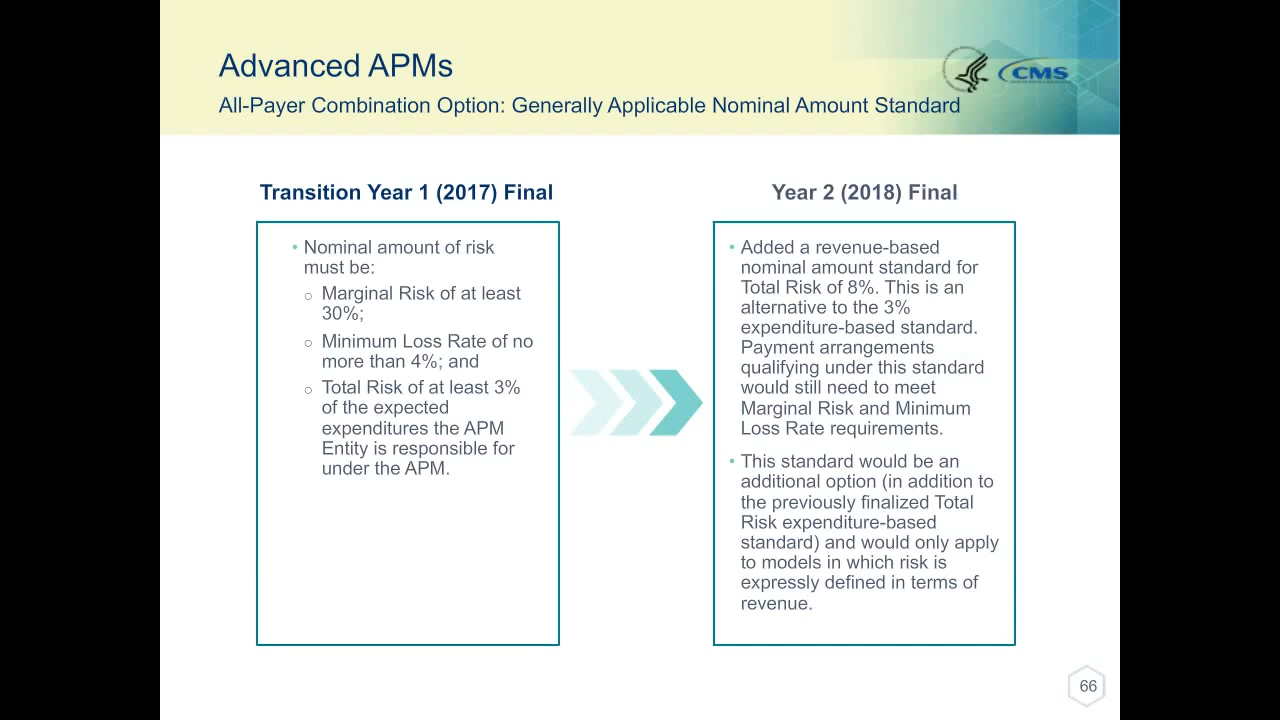 Advanced APMs
All-Payer Combination Option: Generally Applicable Nominal Amount Standard
CMS
Transition Year 1 (2017) Final
• Nominal amount of risk
must be:
o Marginal Risk of at least
30%;
o Minimum Loss Rate of no
more than 4%; and
o Total Risk of at least 3%
of the expected
expenditures the APM
Entity is responsible for
under the APM.
Year 2 (2018) Final
• Added a revenue-based
nominal amount standard for
Total Risk of 8%. This is an
alternative to the 3%
expenditure-based standard.
Payment arrangements
qualifying under this standard
would still need to meet
Marginal Risk and Minimum
Loss Rate requirements.
• This standard would be an
additional option (in addition to
the previously finalized Total
Risk expenditure-based
standard) and would only apply
to models in which risk is
expressly defined in terms of
revenue.
66